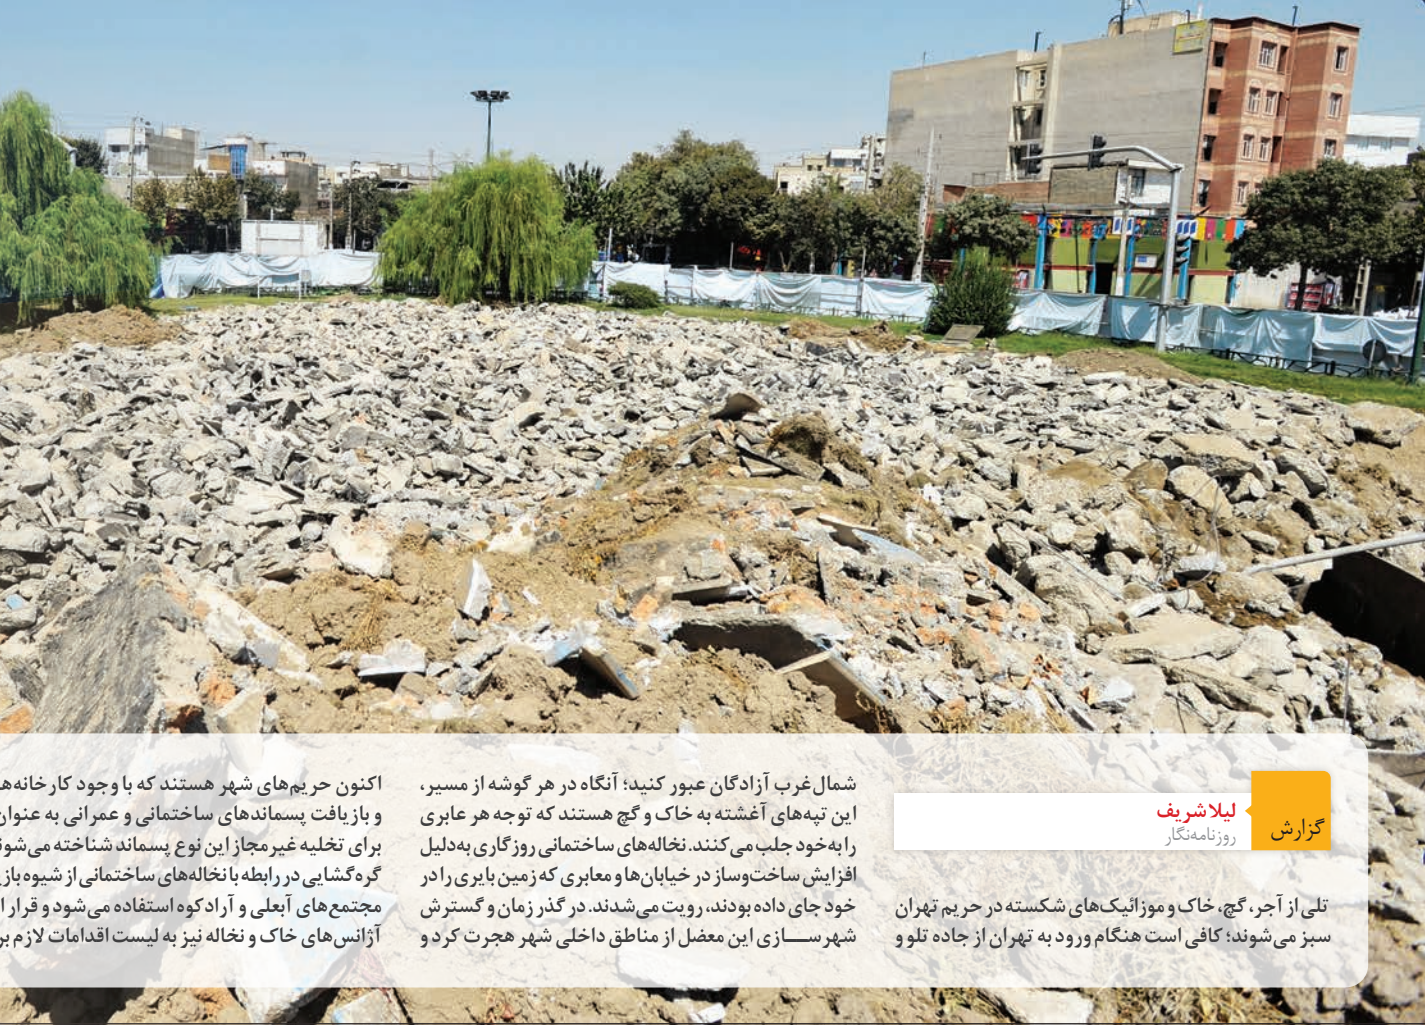 گزارش
لیلا شریف
روزنامه‌نگار
تلی از آجر، گچ، خاک و موزائیک‌های شکسته در حریم تهران
سبز می‌شوند؛ کافی است هنگام ورود به تهران از جاده تلو و
شمال‌غرب آزادگان عبور کنید؛ آنگاه در هر گوشه از مسیر،
این تپه‌های آغشته به خاک و گچ هستند که توجه هر عابری
را به‌خود جلب می‌کنند. نخاله‌های ساختمانی روزگاری به‌دلیل
افزایش ساخت‌وساز در خیابان‌ها و معابری که زمین بایری را در
خود جای داده بودند، رویت می‌شدند. در گذر زمان و گسترش
شهرسازی این معضل از مناطق داخلی شهر هجرت کرد و
اکنون حریم‌های شهر هستند که با وجود کارخانه‌ه
و بازیافت پسماندهای ساختمانی و عمرانی به عنوان
برای تخلیه غیرمجاز این نوع پسماند شناخته می‌شون
گره‌گشایی در رابطه با نخاله‌های ساختمانی از شیوه باز
مجتمع‌های آبعلی و آرادکوه استفاده می‌شود و قرار ا
آژانس‌های خاک و نخاله نیز به لیست اقدامات لازم بر